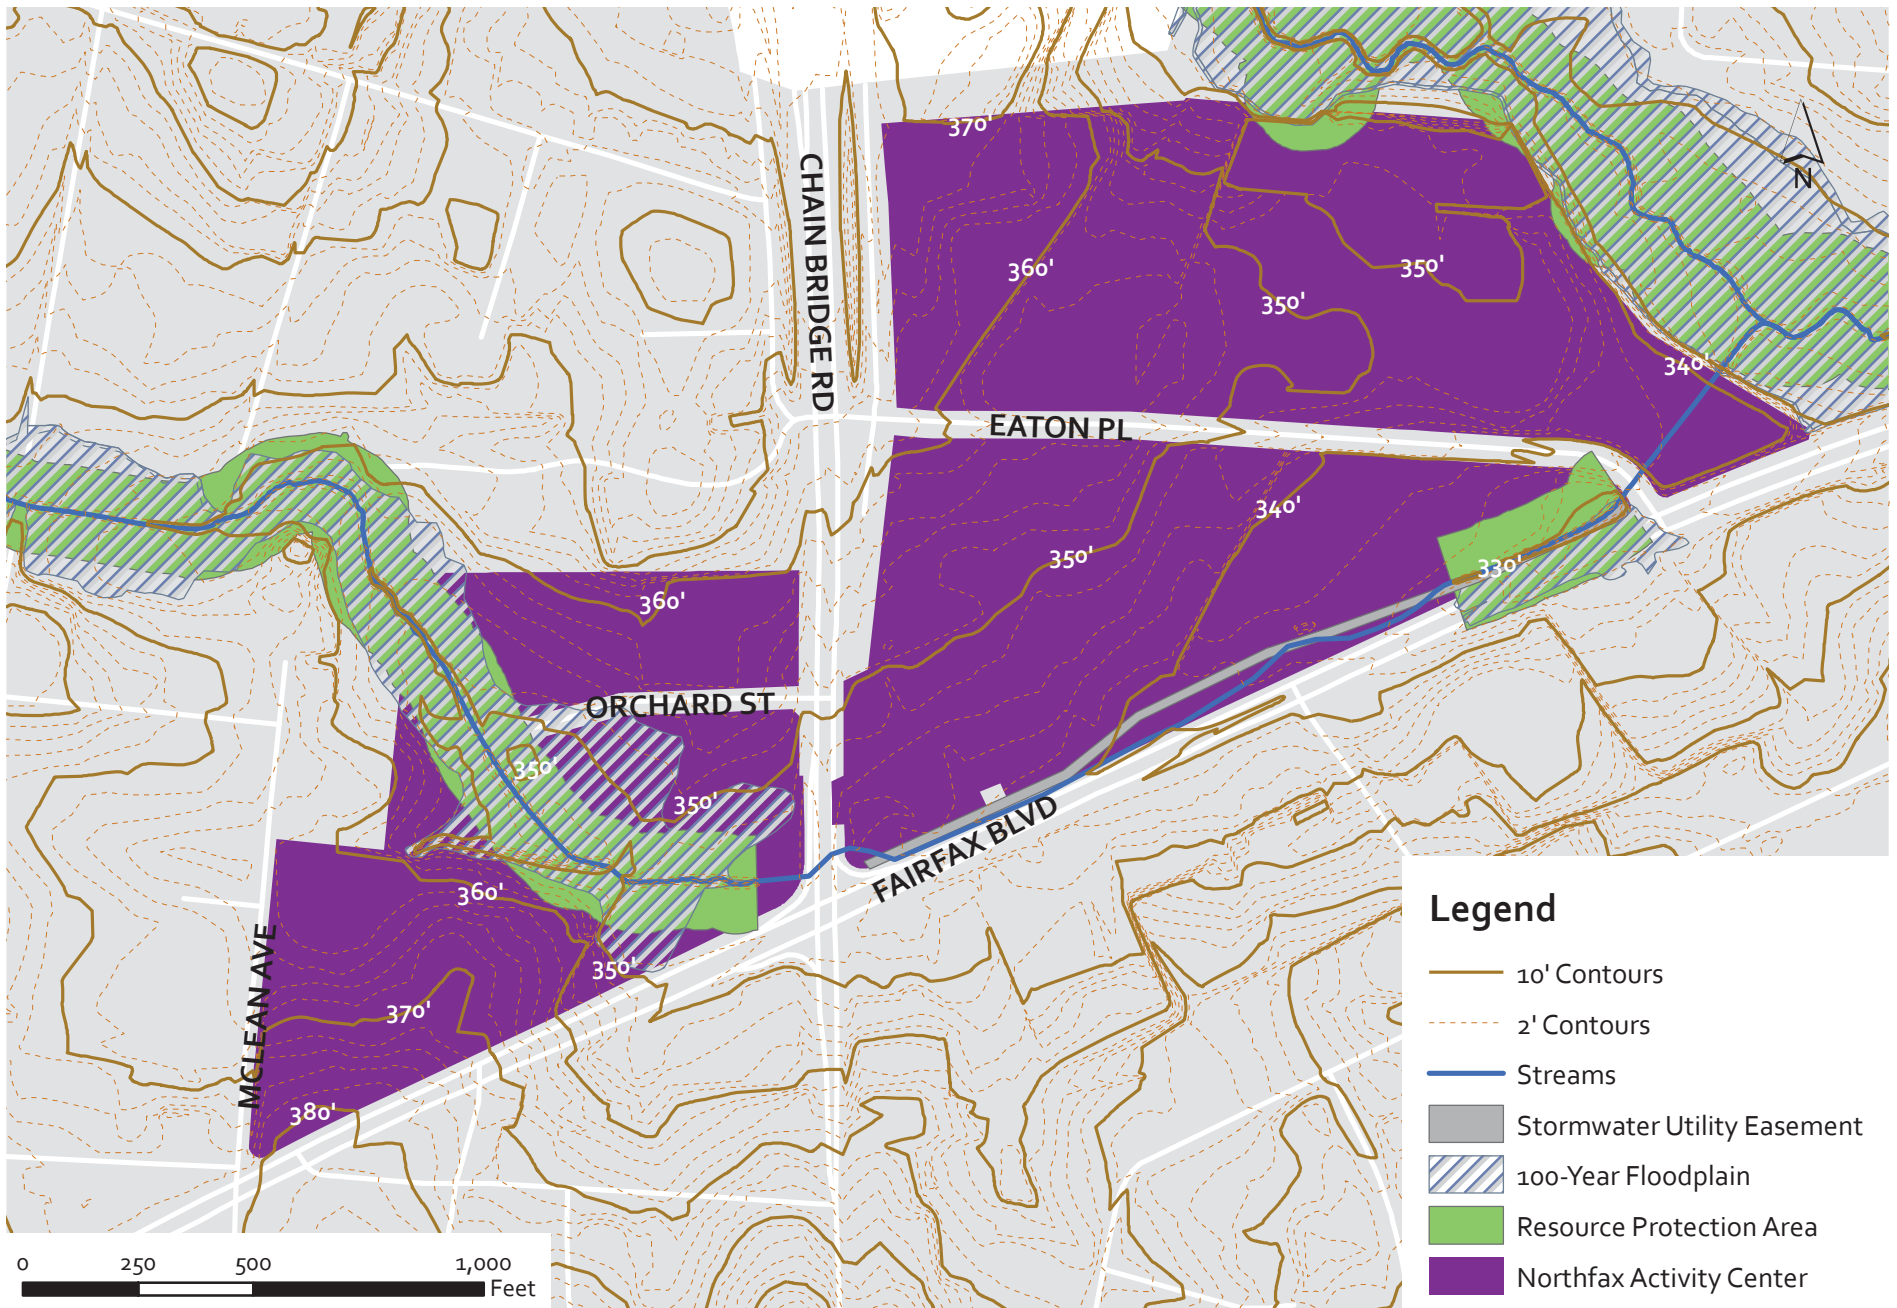 370'
CHAIN BRIDGE RD
N
360'
350'
350'
340'
EATON PL
340'
350'
330'
360'
ORCHARD ST
350'
350'
FAIRFAX BLVD
360'
350'
MCLEAN AVE
370'
380'
Legend
10' Contours
2' Contours
Streams
Stormwater Utility Easement
100-Year Floodplain
Resource Protection Area
Northfax Activity Center
0 250 500 1,000
Feet